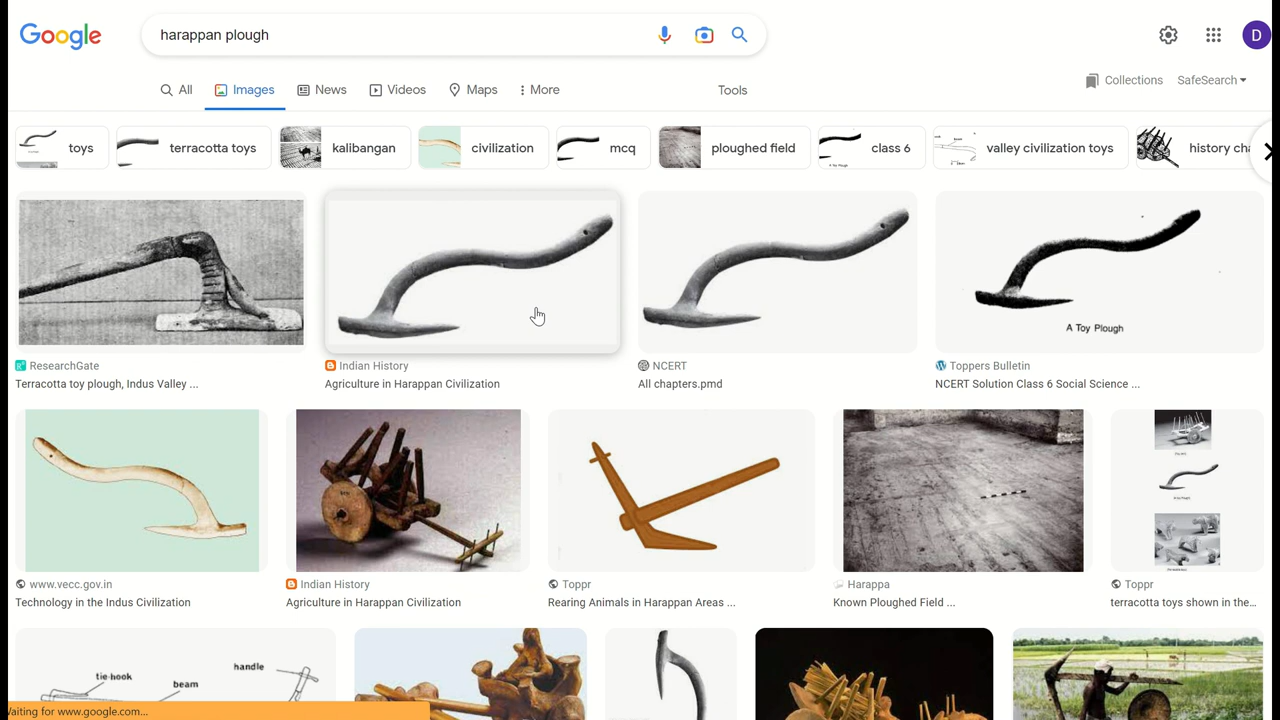 Google
harappan plough
D
All
Images
News
Videos
Maps
More
Tools
Collections
SafeSearch
toys
terracotta toys
kalibangan
civilization
mcq
ploughed field
class 6
valley civilization toys
history cha
A Toy Plough
ResearchGate
Terracotta toy plough, Indus Valley ...
Indian History
Agriculture in Harappan Civilization
NCERT
All chapters.pmd
Toppers Bulletin
NCERT Solution Class 6 Social Science ...
www.vecc.gov.in
Technology in the Indus Civilization
Indian History
Agriculture in Harappan Civilization
Toppr
Rearing Animals in Harappan Areas ...
Harappa
Known Ploughed Field ...
Toppr
terracotta toys shown in the...
tie-hook
beam
handle
Waiting for www.google.com...